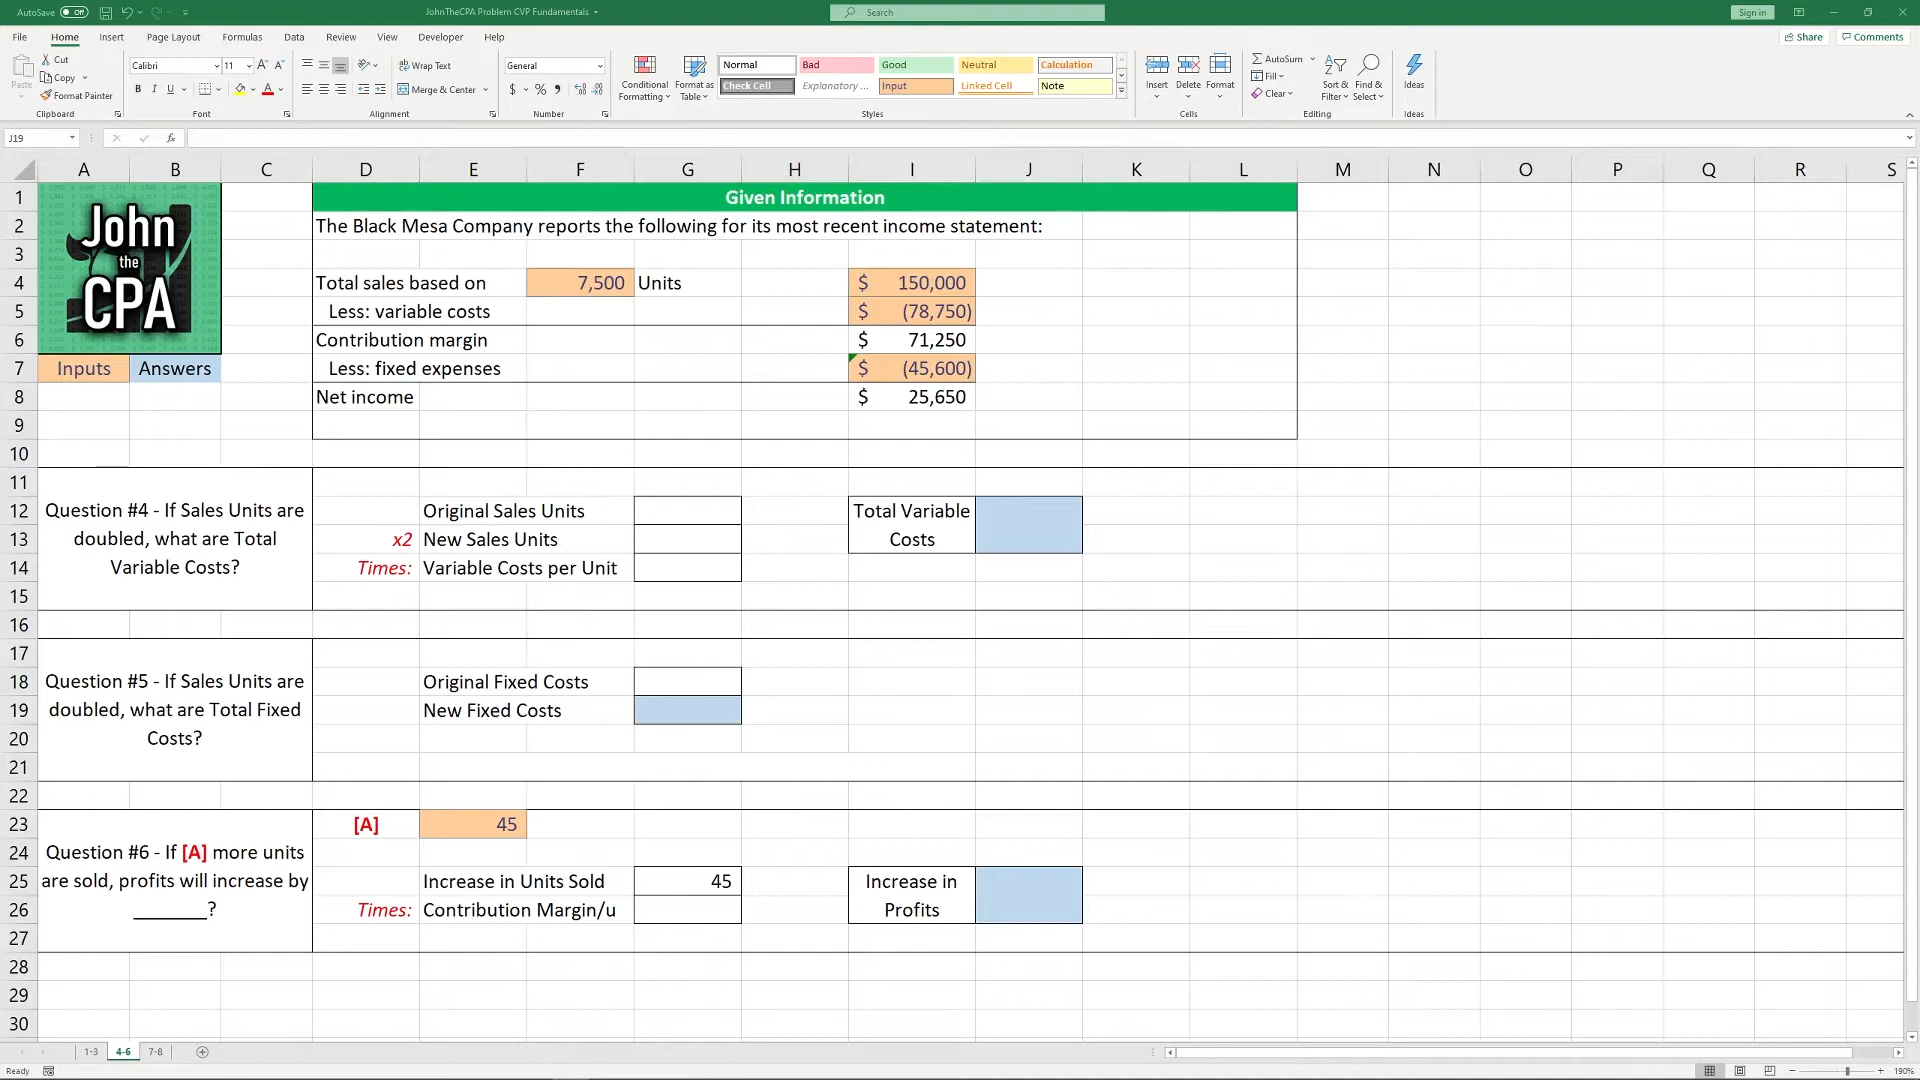 AutoSave Off
JohnTheCPA Problem CVP Fundamentals
Search
Sign in
File Home Insert Page Layout Formulas Data Review View Developer Help
Share Comments
Paste
Cut
Copy
Format Painter
Clipboard
Calibri 11
B I U
Font
Wrap Text
Merge & Center
Alignment
General
$ % ,
Number
Conditional Formatting
Format as Table
Normal Bad Good Neutral Calculation
Check Cell Explanatory ... Input Linked Cell Note
Styles
Insert Delete Format
Cells
AutoSum
Fill
Clear
Sort & Filter
Find & Select
Editing
Ideas
Ideas
J19 fx
A B C D E F G H I J K L M N O P Q R S
1 Given Information
2 The Black Mesa Company reports the following for its most recent income statement:
3
4 Total sales based on 7,500 Units $ 150,000
5 Less: variable costs $ (78,750)
6 Contribution margin $ 71,250
7 Less: fixed expenses $ (45,600)
8 Net income $ 25,650
John
the
CPA
Inputs Answers
9
10
11
12 Original Sales Units
13 x2 New Sales Units
14 Times: Variable Costs per Unit
Question #4 - If Sales Units are
doubled, what are Total
Variable Costs?
Total Variable
Costs
15
16
17
18 Original Fixed Costs
19 New Fixed Costs
20
Question #5 - If Sales Units are
doubled, what are Total Fixed
Costs?
21
22
23 [A] 45
24
25 Increase in Units Sold 45
26 Times: Contribution Margin/u
Question #6 - If [A] more units
are sold, profits will increase by
_______?
Increase in
Profits
27
28
29
30
1-3 4-6 7-8
Ready
190%